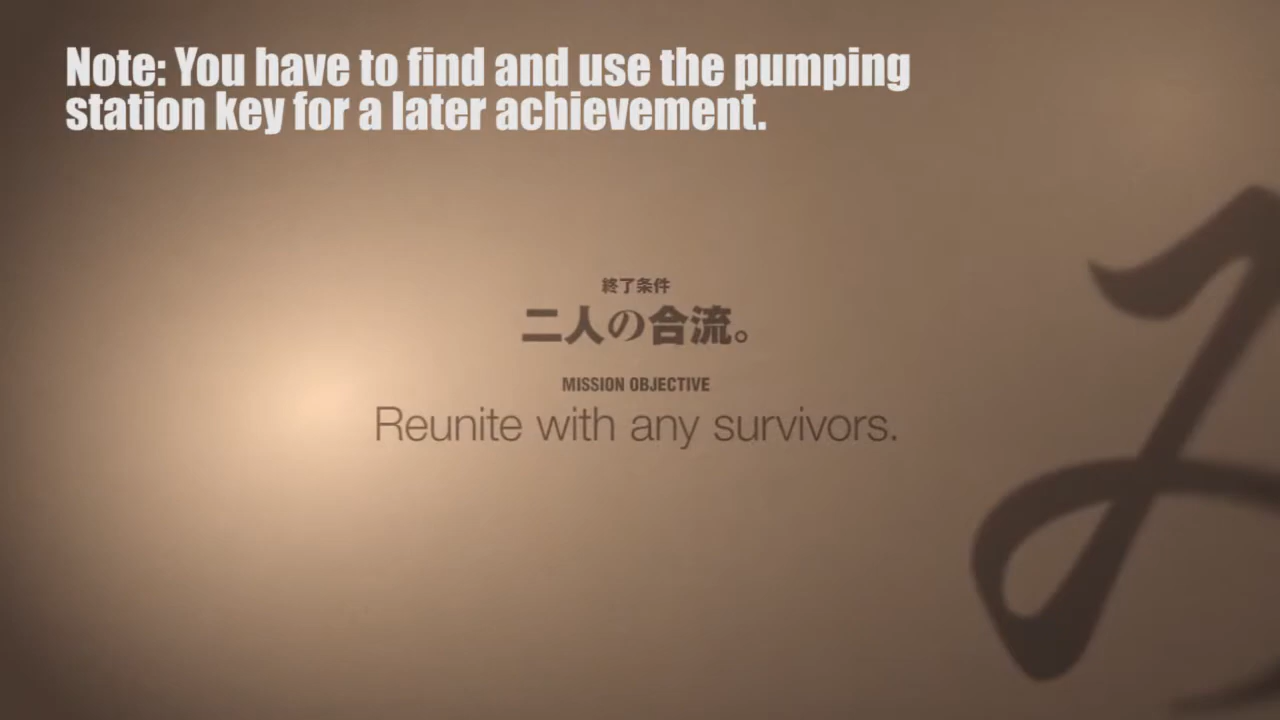 Note: You have to find and use the pumping
station key for a later achievement.
終了条件
二人の合流。
MISSION OBJECTIVE
Reunite with any survivors.